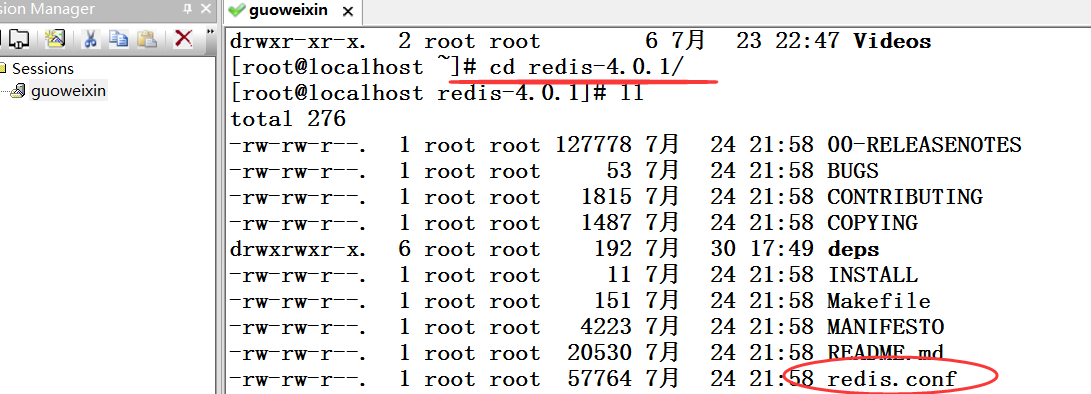 sion Manager
guoweixin
Sessions
guoweixin
drwxr-xr-x.  2 root root        6 7月   23 22:47 Videos
[root@localhost ~]# cd redis-4.0.1/
[root@localhost redis-4.0.1]# ll
total 276
-rw-rw-r--.  1 root root 127778 7月   24 21:58 00-RELEASENOTES
-rw-rw-r--.  1 root root     53 7月   24 21:58 BUGS
-rw-rw-r--.  1 root root   1815 7月   24 21:58 CONTRIBUTING
-rw-rw-r--.  1 root root   1487 7月   24 21:58 COPYING
drwxrwxr-x.  6 root root    192 7月   30 17:49 deps
-rw-rw-r--.  1 root root     11 7月   24 21:58 INSTALL
-rw-rw-r--.  1 root root    151 7月   24 21:58 Makefile
-rw-rw-r--.  1 root root   4223 7月   24 21:58 MANIFESTO
-rw-rw-r--.  1 root root  20530 7月   24 21:58 README.md
-rw-rw-r--.  1 root root  57764 7月   24 21:58 redis.conf